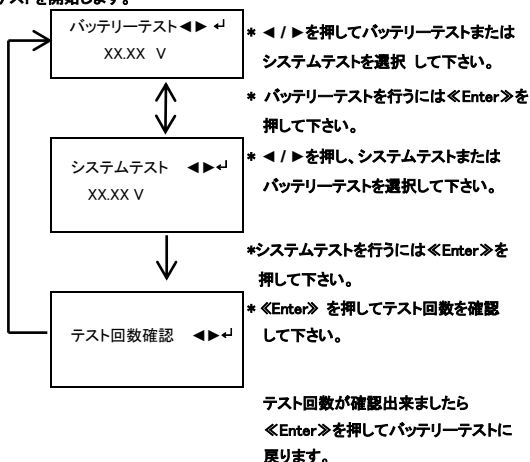 テストを開始します。
バッテリーテスト◄► ↵
XX.XX V
* ◄ / ►を押してバッテリーテストまたは
システムテストを選択 して下さい。
* バッテリーテストを行うには≪Enter≫を
押して下さい。
システムテスト ◄►↵
XX.XX V
* ◄ / ►を押し、システムテストまたは
バッテリーテストを選択して下さい。
*システムテストを行うには≪Enter≫を
押して下さい。
* 《Enter》 を押してテスト回数を確認
して下さい。
テスト回数確認 ◄►↵
テスト回数が確認出来ましたら
≪Enter≫を押してバッテリーテストに
戻ります。